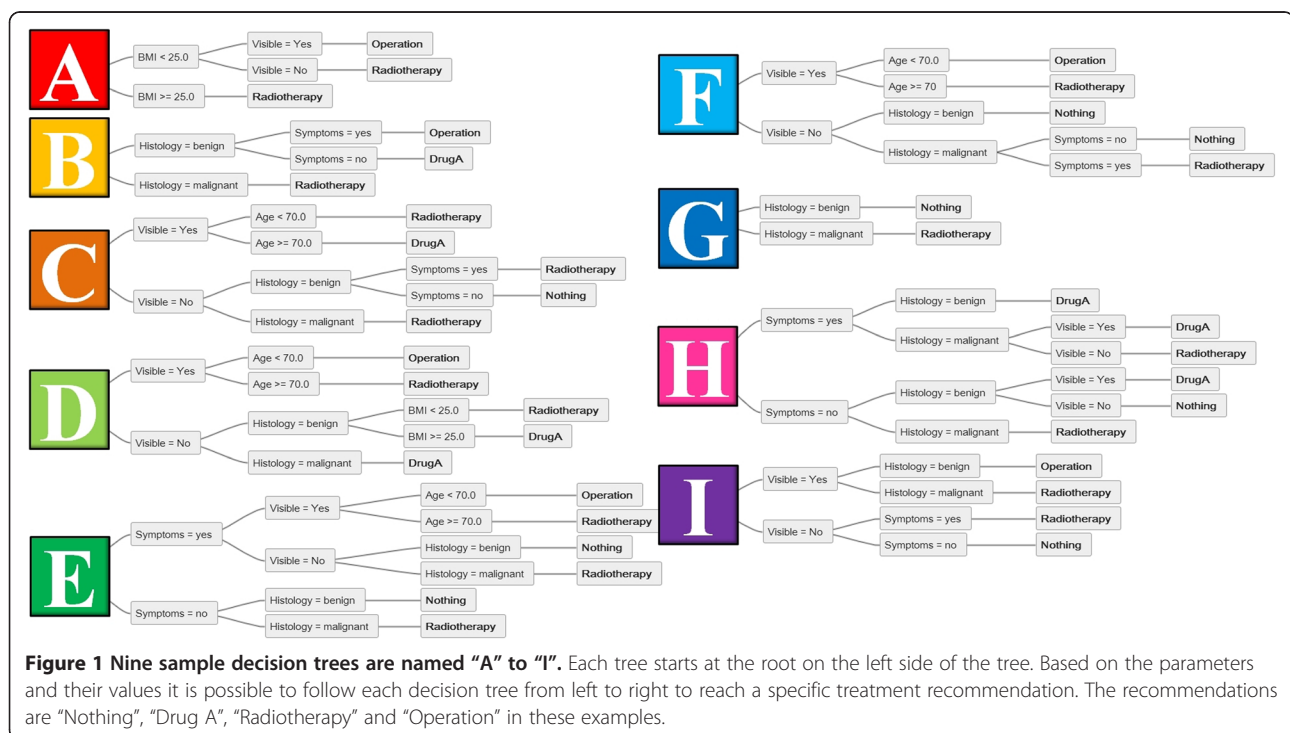 A
BMI < 25.0
Visible = Yes
Operation
Visible = No
Radiotherapy
BMI >= 25.0
Radiotherapy
B
Histology = benign
Symptoms = yes
Operation
Symptoms = no
DrugA
Histology = malignant
Radiotherapy
C
Visible = Yes
Age < 70.0
Radiotherapy
Age >= 70.0
DrugA
Visible = No
Histology = benign
Symptoms = yes
Radiotherapy
Symptoms = no
Nothing
Histology = malignant
Radiotherapy
D
Visible = Yes
Age < 70.0
Operation
Age >= 70.0
Radiotherapy
Visible = No
Histology = benign
BMI < 25.0
Radiotherapy
BMI >= 25.0
DrugA
Histology = malignant
DrugA
E
Symptoms = yes
Visible = Yes
Age < 70.0
Operation
Age >= 70.0
Radiotherapy
Visible = No
Histology = benign
Nothing
Histology = malignant
Radiotherapy
Symptoms = no
Histology = benign
Nothing
Histology = malignant
Radiotherapy
F
Visible = Yes
Age < 70.0
Operation
Age >= 70
Radiotherapy
Visible = No
Histology = benign
Nothing
Histology = malignant
Symptoms = no
Nothing
Symptoms = yes
Radiotherapy
G
Histology = benign
Nothing
Histology = malignant
Radiotherapy
H
Symptoms = yes
Histology = benign
DrugA
Histology = malignant
Visible = Yes
DrugA
Visible = No
Radiotherapy
Symptoms = no
Histology = benign
Visible = Yes
DrugA
Visible = No
Nothing
Histology = malignant
Radiotherapy
I
Visible = Yes
Histology = benign
Operation
Histology = malignant
Radiotherapy
Visible = No
Symptoms = yes
Radiotherapy
Symptoms = no
Nothing
Figure 1 Nine sample decision trees are named “A” to “I”. Each tree starts at the root on the left side of the tree. Based on the parameters
and their values it is possible to follow each decision tree from left to right to reach a specific treatment recommendation. The recommendations
are “Nothing”, “Drug A”, “Radiotherapy” and “Operation” in these examples.